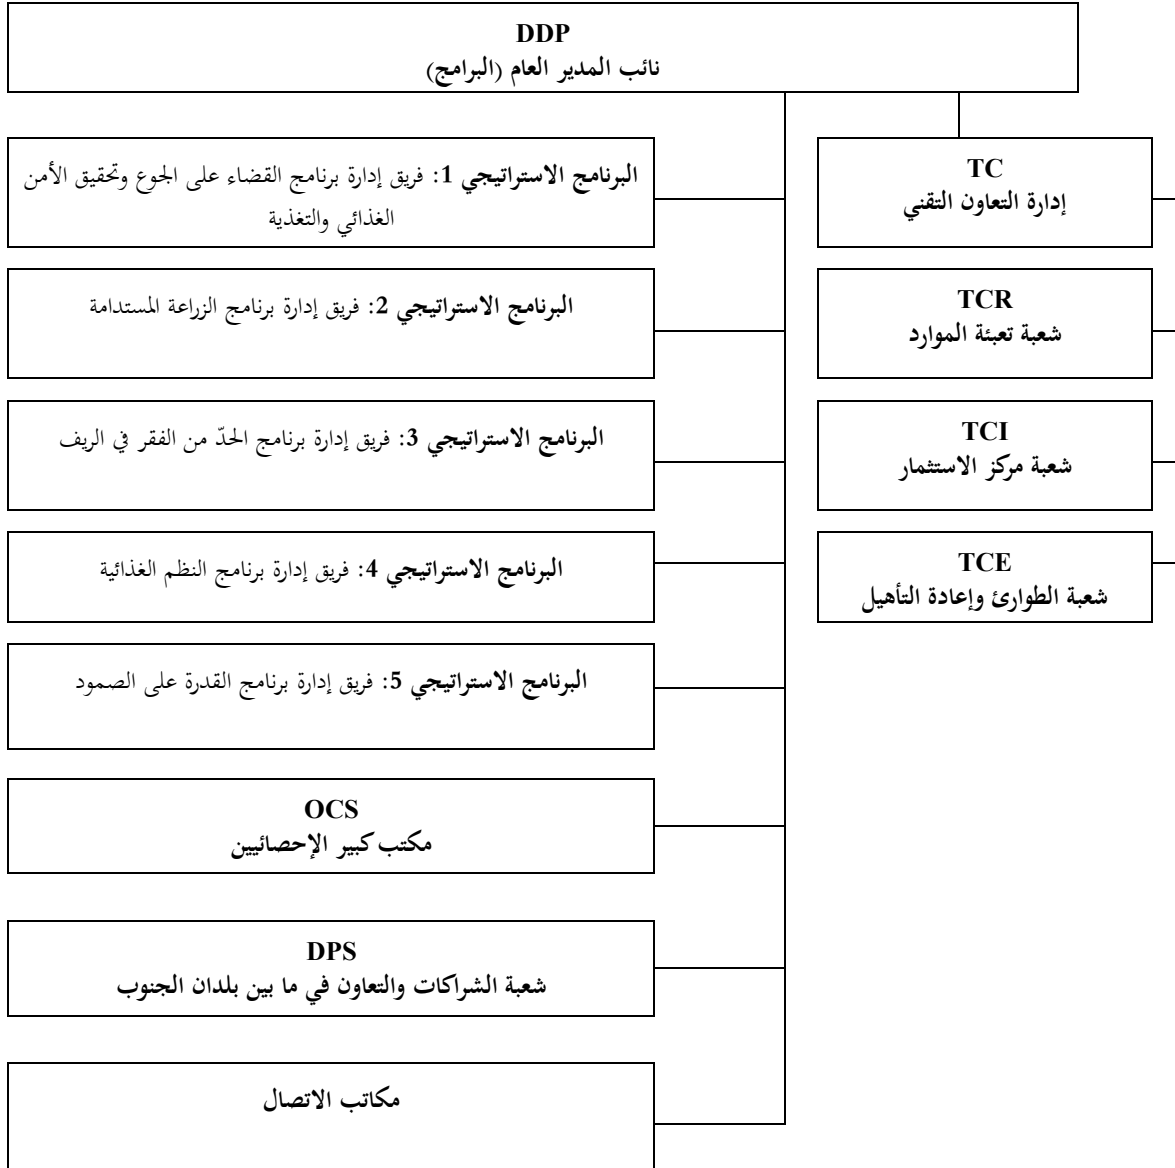 DDP
نائب المدير العام (البرامج)
TC
إدارة التعاون التقني
TCR
شعبة تعبئة الموارد
TCI
شعبة مركز الاستثمار
TCE
شعبة الطوارئ وإعادة التأهيل
البرنامج الاستراتيجي 1: فريق إدارة برنامج القضاء على الجوع وتحقيق الأمن
الغذائي والتغذية
البرنامج الاستراتيجي 2: فريق إدارة برنامج الزراعة المستدامة
البرنامج الاستراتيجي 3: فريق إدارة برنامج الحدّ من الفقر في الريف
البرنامج الاستراتيجي 4: فريق إدارة برنامج النظم الغذائية
البرنامج الاستراتيجي 5: فريق إدارة برنامج القدرة على الصمود
OCS
مكتب كبير الإحصائيين
DPS
شعبة الشراكات والتعاون في ما بين بلدان الجنوب
مكاتب الاتصال